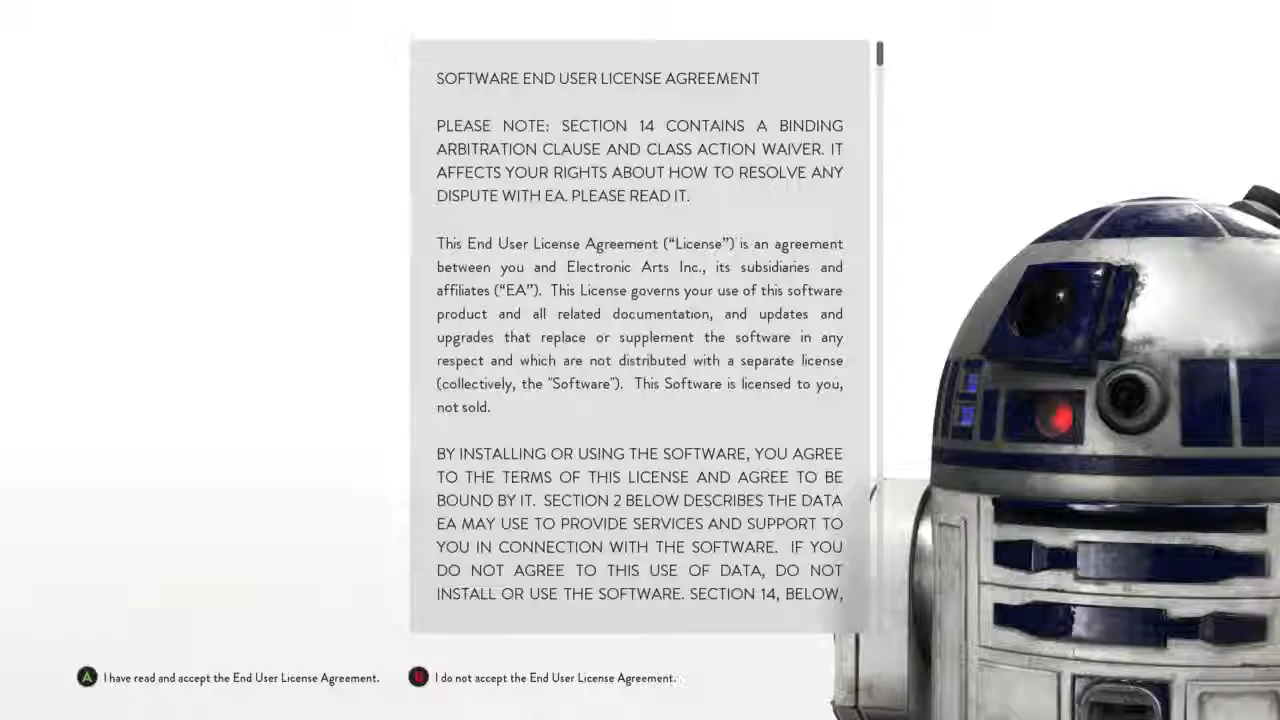 SOFTWARE END USER LICENSE AGREEMENT
PLEASE NOTE: SECTION 14 CONTAINS A BINDING
ARBITRATION CLAUSE AND CLASS ACTION WAIVER. IT
AFFECTS YOUR RIGHTS ABOUT HOW TO RESOLVE ANY
DISPUTE WITH EA. PLEASE READ IT.
This End User License Agreement (“License”) is an agreement
between you and Electronic Arts Inc., its subsidiaries and
affiliates (“EA”).  This License governs your use of this software
product and all related documentation, and updates and
upgrades that replace or supplement the software in any
respect and which are not distributed with a separate license
(collectively, the "Software").  This Software is licensed to you,
not sold.
BY INSTALLING OR USING THE SOFTWARE, YOU AGREE
TO THE TERMS OF THIS LICENSE AND AGREE TO BE
BOUND BY IT.  SECTION 2 BELOW DESCRIBES THE DATA
EA MAY USE TO PROVIDE SERVICES AND SUPPORT TO
YOU IN CONNECTION WITH THE SOFTWARE.  IF YOU
DO NOT AGREE TO THIS USE OF DATA, DO NOT
INSTALL OR USE THE SOFTWARE. SECTION 14, BELOW,
A I have read and accept the End User License Agreement.
B I do not accept the End User License Agreement.